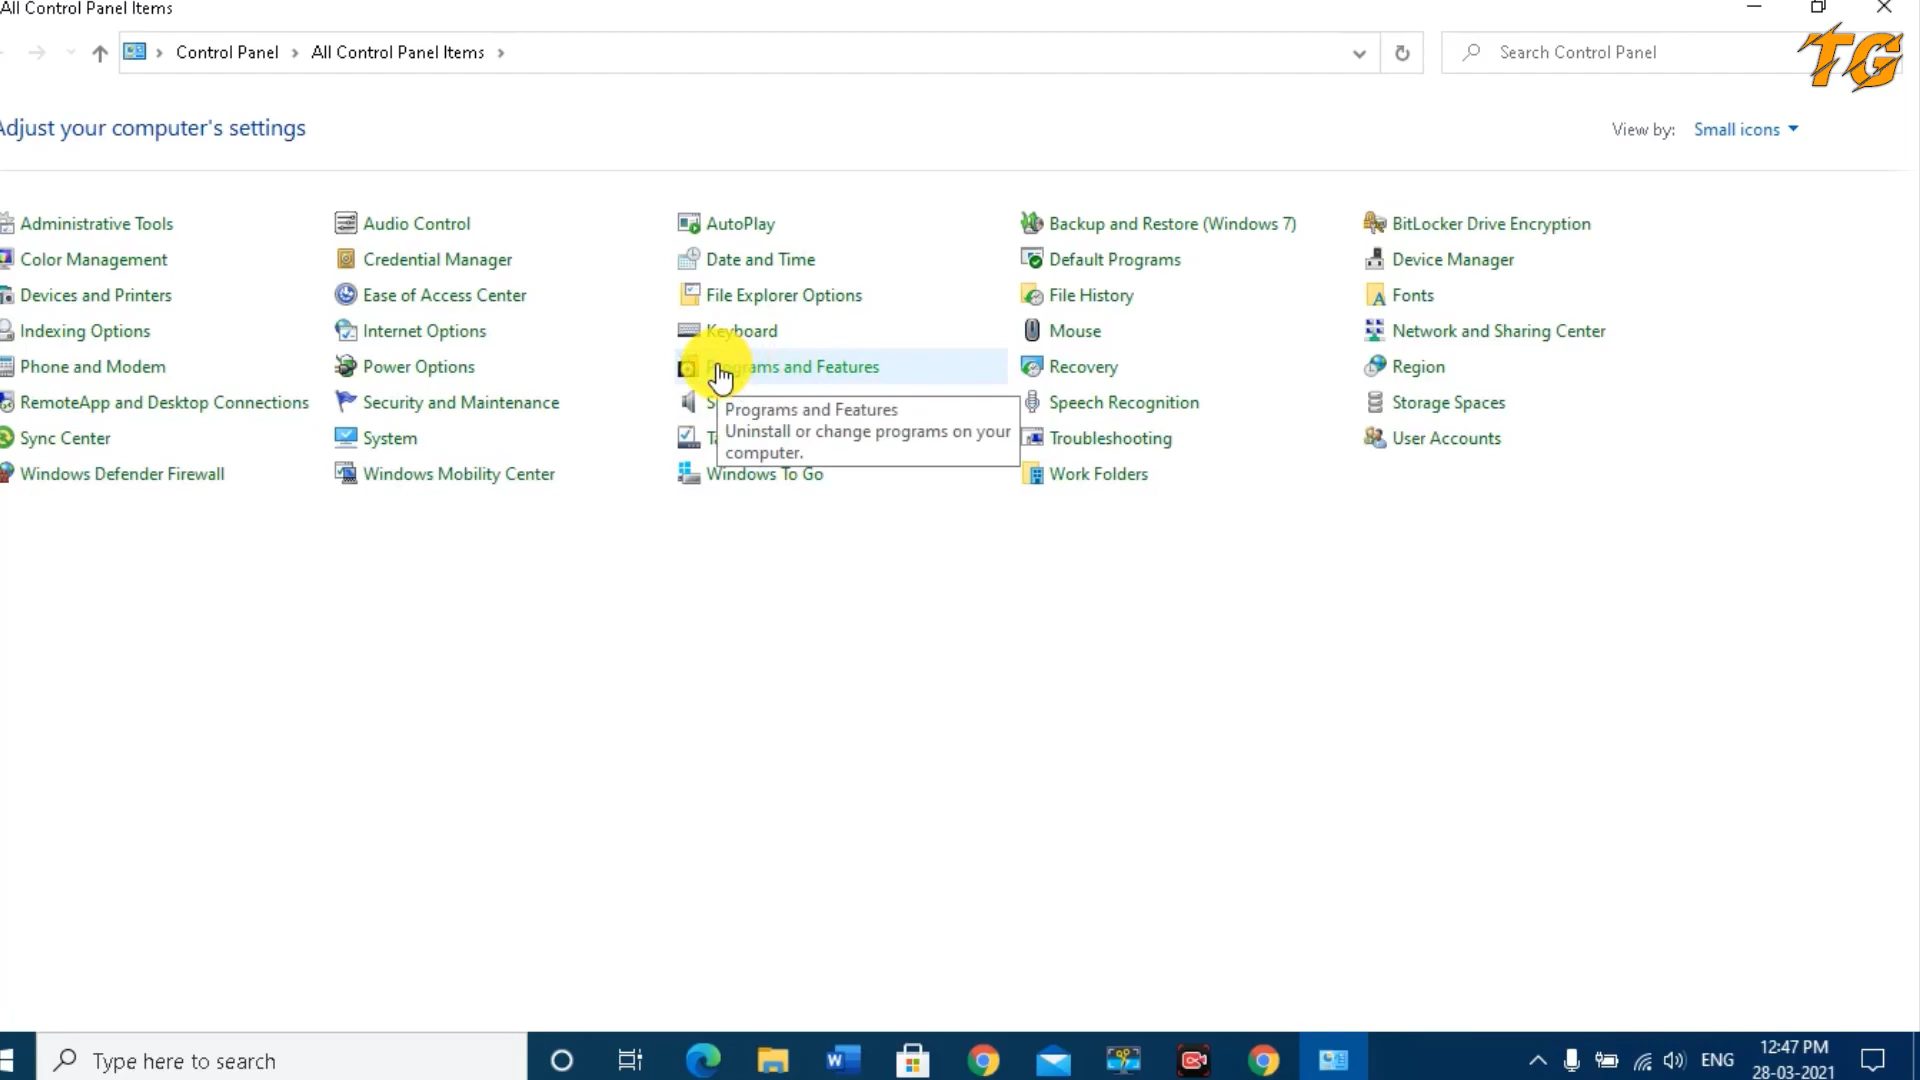 All Control Panel Items
Control Panel > All Control Panel Items >
Search Control Panel
TG
Adjust your computer's settings
View by: Small icons
Administrative Tools
Audio Control
AutoPlay
Backup and Restore (Windows 7)
BitLocker Drive Encryption
Color Management
Credential Manager
Date and Time
Default Programs
Device Manager
Devices and Printers
Ease of Access Center
File Explorer Options
File History
Fonts
Indexing Options
Internet Options
Keyboard
Mouse
Network and Sharing Center
Phone and Modem
Power Options
Programs and Features
Recovery
Region
RemoteApp and Desktop Connections
Security and Maintenance
Speech Recognition
Storage Spaces
Programs and Features
Uninstall or change programs on your
computer.
Sync Center
System
Troubleshooting
User Accounts
Windows Defender Firewall
Windows Mobility Center
Windows To Go
Work Folders
Type here to search
ENG
12:47 PM
28-03-2021